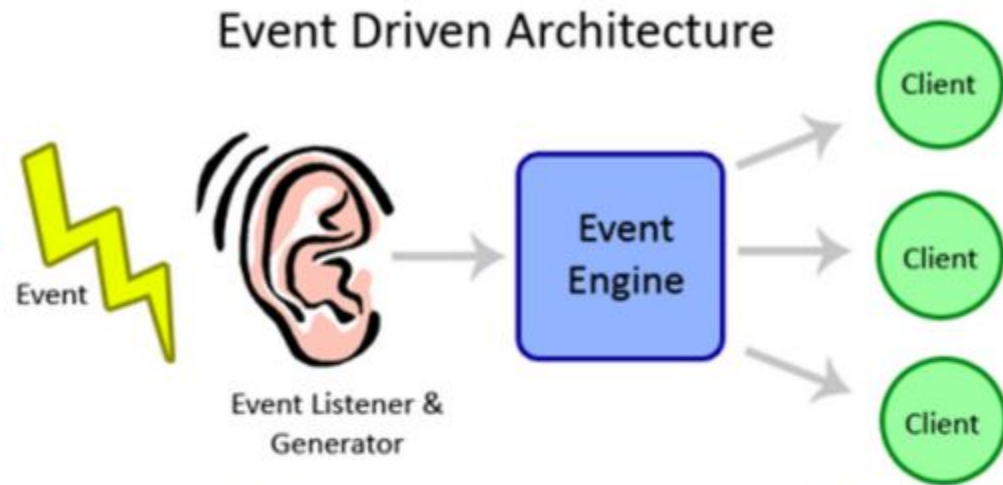 Event Driven Architecture
Event
Event Listener &
Generator
Event
Engine
Client
Client
Client